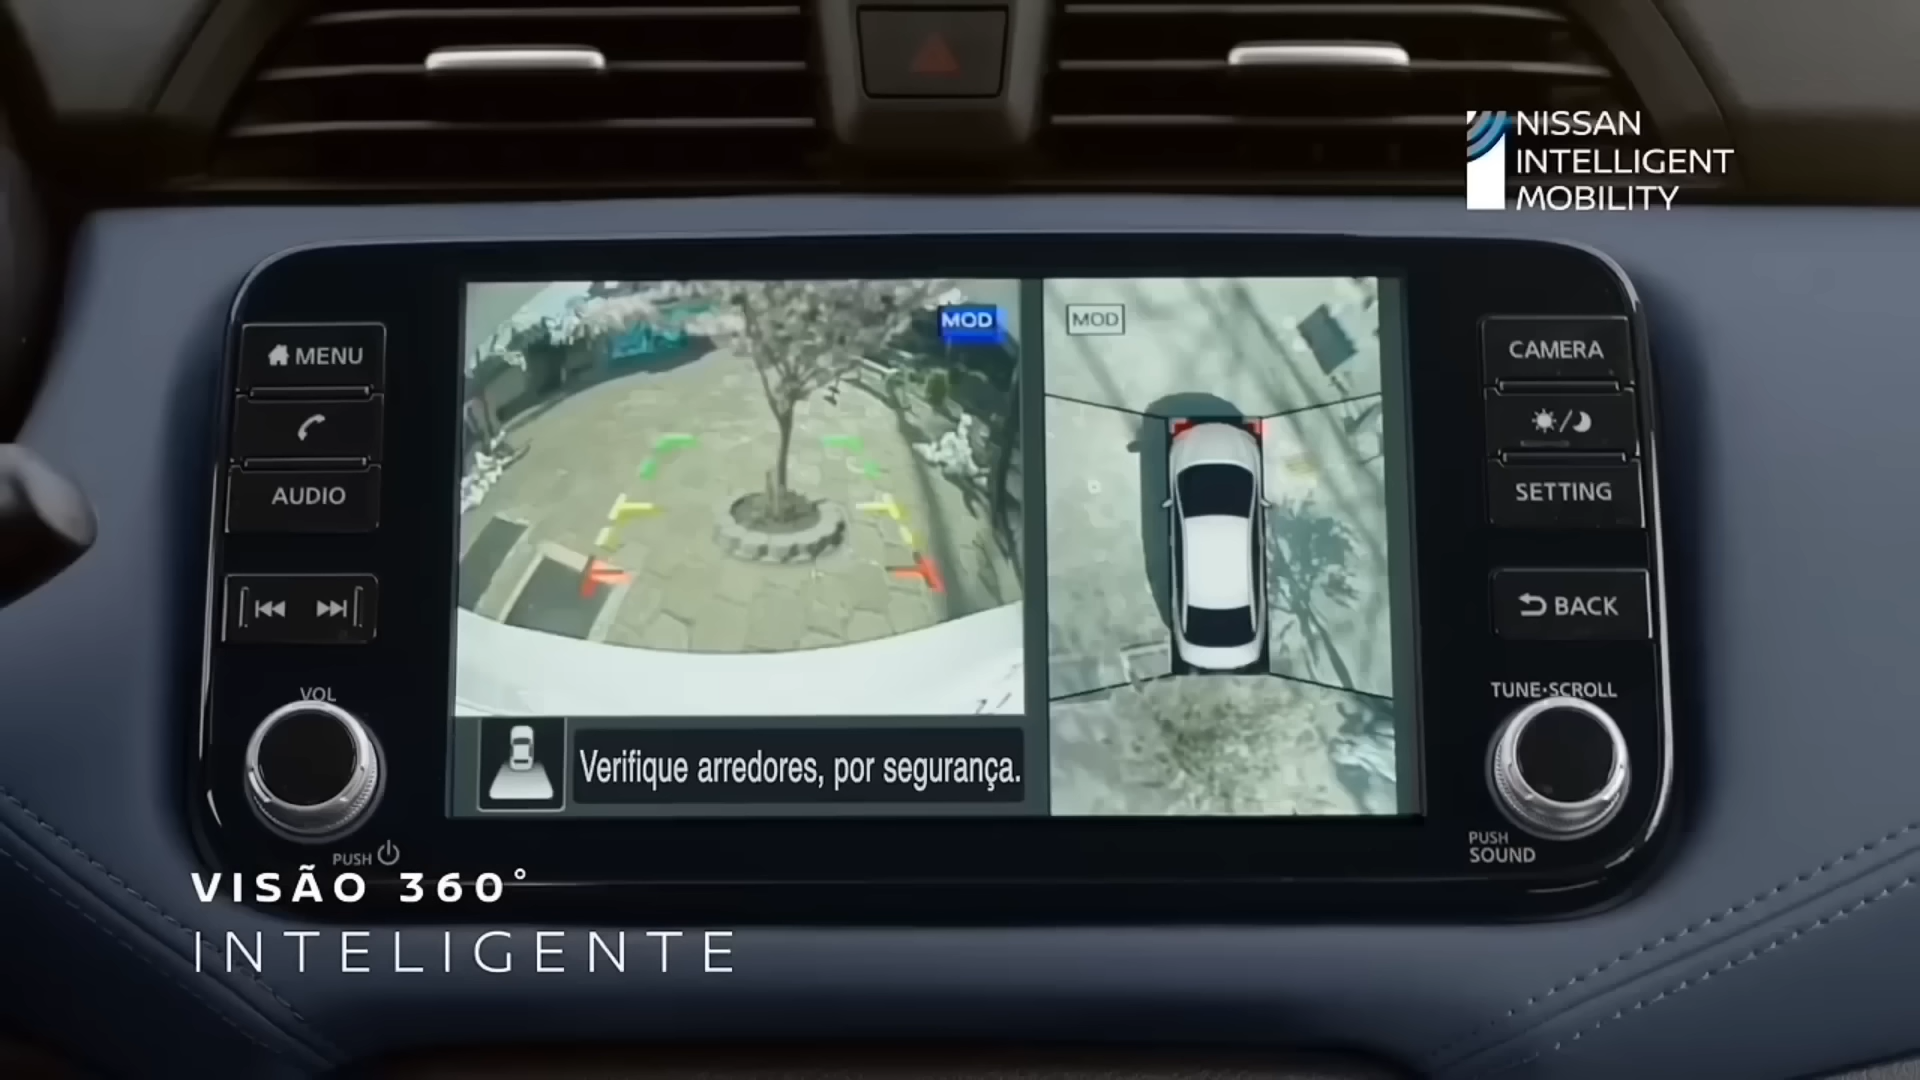 NISSAN
INTELLIGENT
MOBILITY
MENU
AUDIO
VOL
PUSH
MOD
MOD
Verifique arredores, por segurança.
CAMERA
SETTING
BACK
TUNE·SCROLL
PUSH
SOUND
VISÃO 360°
INTELIGENTE